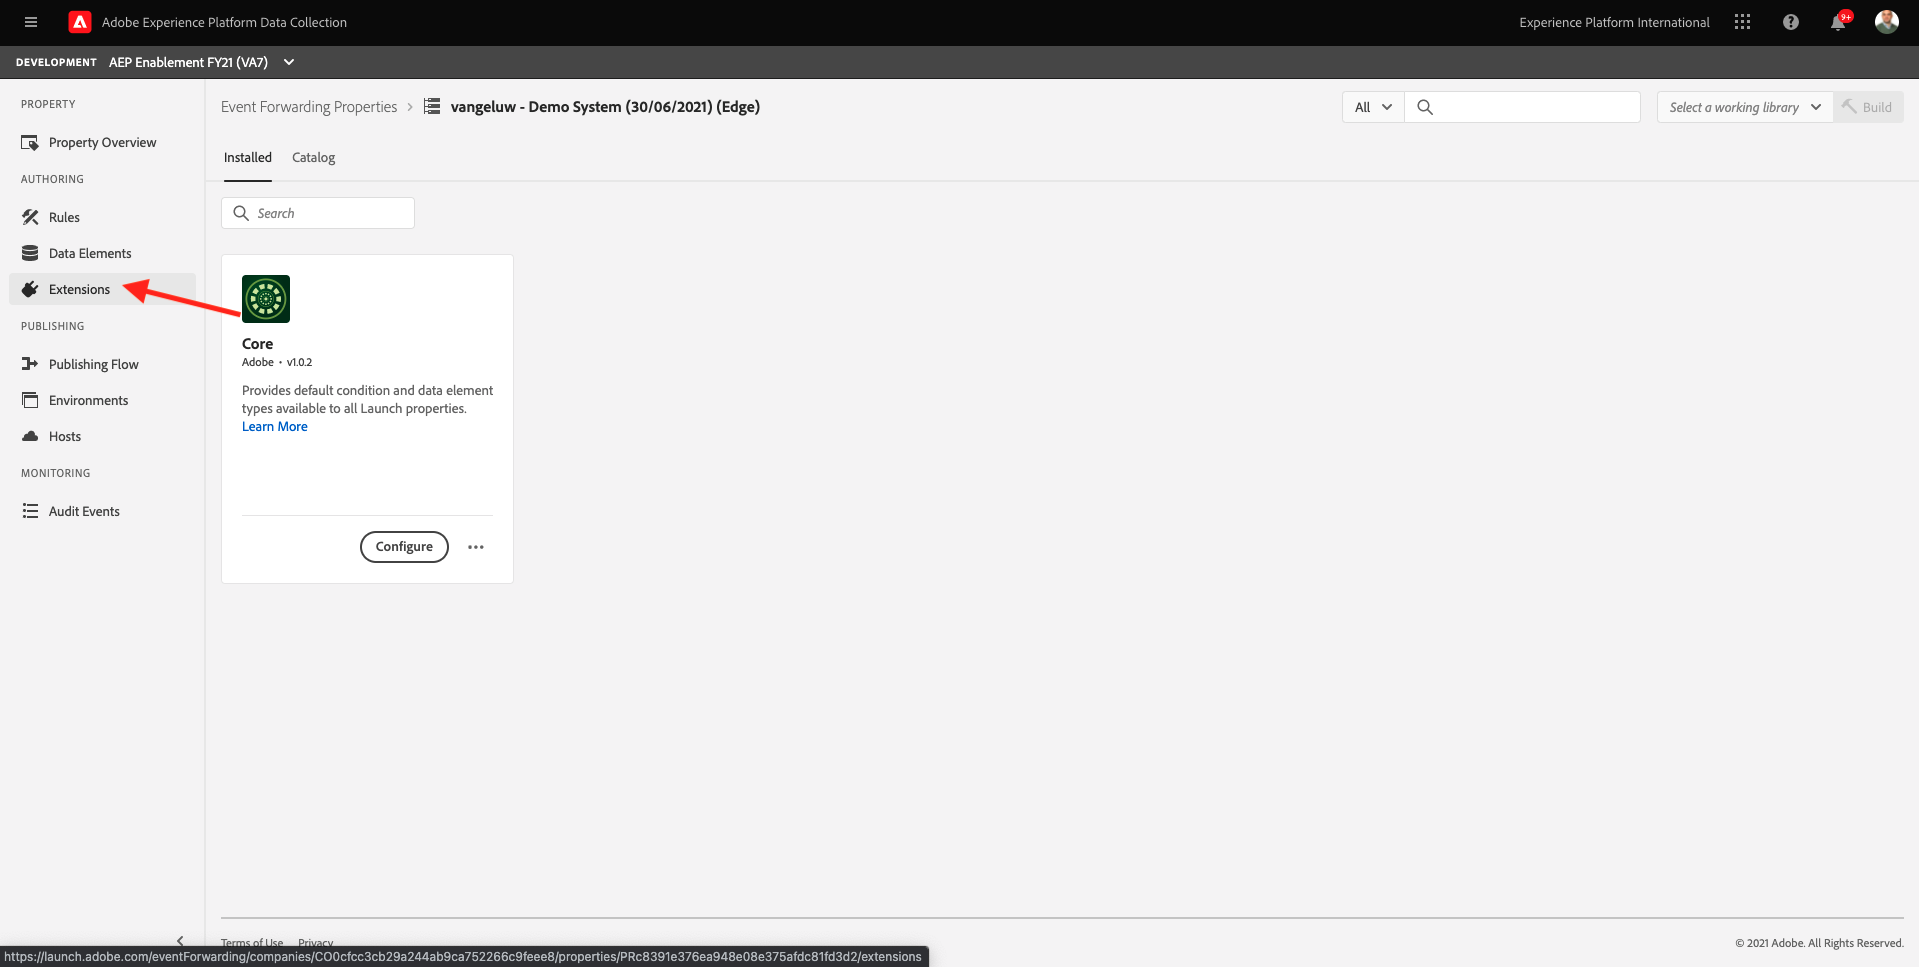 Adobe Experience Platform Data Collection
Experience Platform International
9+
DEVELOPMENT AEP Enablement FY21 (VA7)
PROPERTY
Property Overview
AUTHORING
Rules
Data Elements
Extensions
PUBLISHING
Publishing Flow
Environments
Hosts
MONITORING
Audit Events
Event Forwarding Properties > vangeluw - Demo System (30/06/2021) (Edge)
All
Select a working library
Build
Installed Catalog
Search
Core
Adobe • v1.0.2
Provides default condition and data element
types available to all Launch properties.
Learn More
Configure
Terms of Use Privacy
© 2021 Adobe. All Rights Reserved.
https://launch.adobe.com/eventForwarding/companies/CO0cfcc3cb29a244ab9ca752266c9feee8/properties/PRc8391e376ea948e08e375afdc81fd3d2/extensions